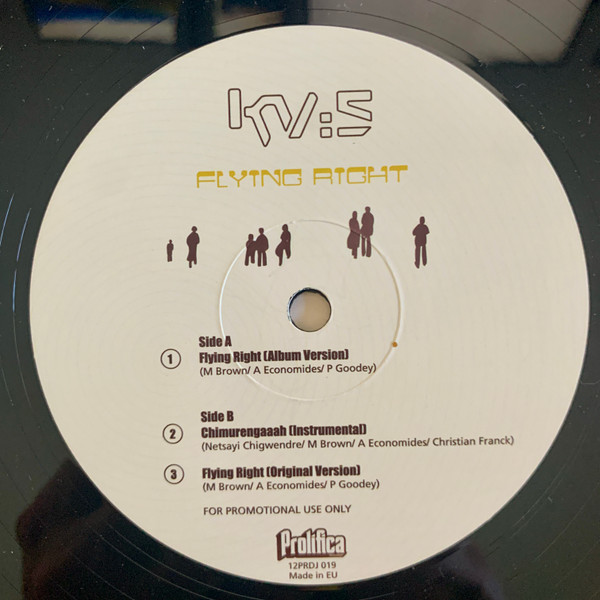 KV:5
FLYING RIGHT
Side A
1 Flying Right (Album Version)
(M Brown/ A Economides/ P Goodey)
Side B
2 Chimurengaaah (Instrumental)
(Netsayi Chigwendre/ M Brown/ A Economides/ Christian Franck)
3 Flying Right (Original Version)
(M Brown/ A Economides/ P Goodey)
FOR PROMOTIONAL USE ONLY
Prolifica
12PRDJ 019
Made in EU